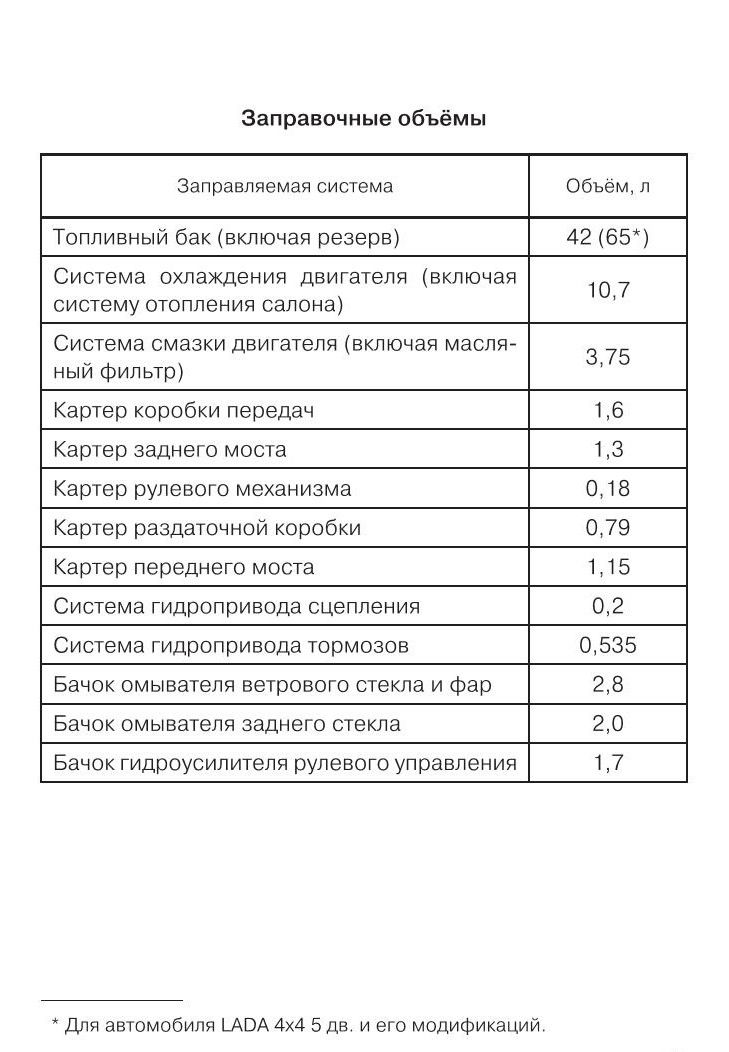 Заправочные объёмы
Заправляемая система Объём, л
Топливный бак (включая резерв) 42 (65*)
Система охлаждения двигателя (включая
систему отопления салона) 10,7
Система смазки двигателя (включая масля-
ный фильтр) 3,75
Картер коробки передач 1,6
Картер заднего моста 1,3
Картер рулевого механизма 0,18
Картер раздаточной коробки 0,79
Картер переднего моста 1,15
Система гидропривода сцепления 0,2
Система гидропривода тормозов 0,535
Бачок омывателя ветрового стекла и фар 2,8
Бачок омывателя заднего стекла 2,0
Бачок гидроусилителя рулевого управления 1,7
* Для автомобиля LADA 4x4 5 дв. и его модификаций.